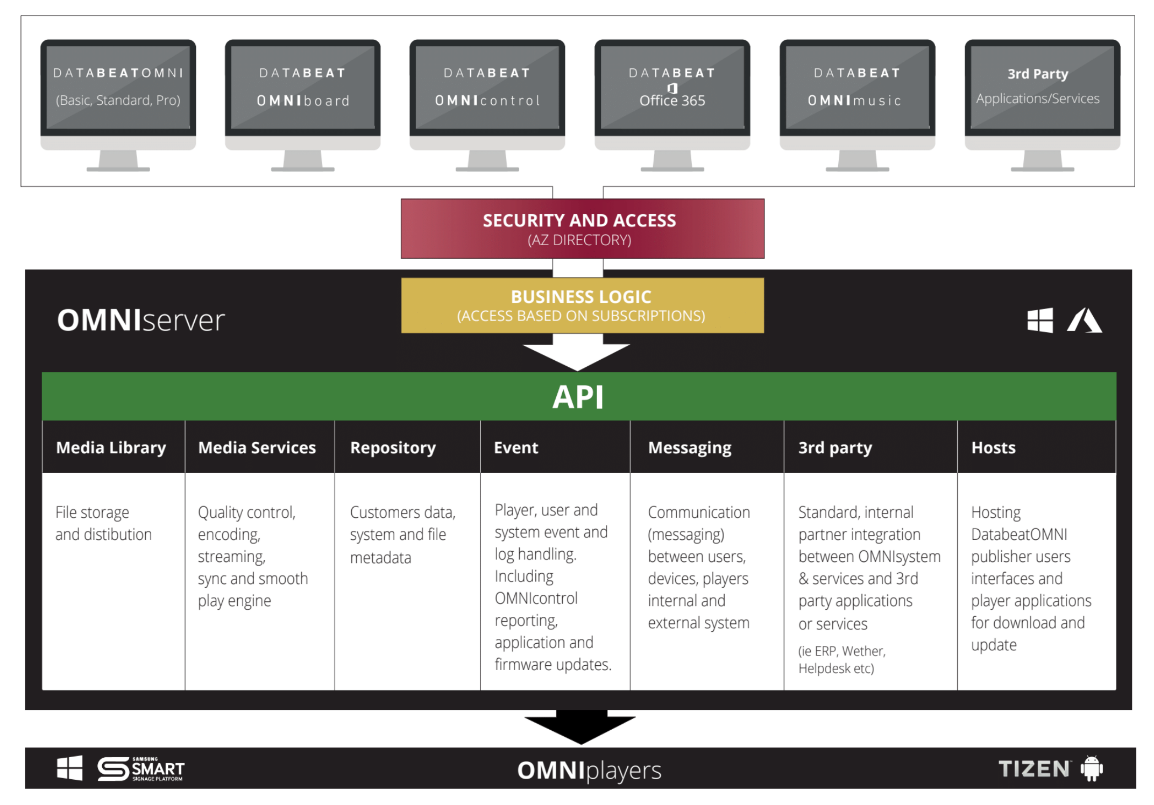 DATABEATOMNI
(Basic, Standard, Pro)
DATABEAT
OMNIboard
DATABEAT
OMNIcontrol
DATABEAT
Office 365
DATABEAT
OMNImusic
3rd Party
Applications/Services
SECURITY AND ACCESS
(AZ DIRECTORY)
BUSINESS LOGIC
(ACCESS BASED ON SUBSCRIPTIONS)
OMNIserver
API
Media Library
Media Services
Repository
Event
Messaging
3rd party
Hosts
File storage
and distibution
Quality control,
encoding,
streaming,
sync and smooth
play engine
Customers data,
system and file
metadata
Player, user and
system event and
log handling.
Including
OMNIcontrol
reporting,
application and
firmware updates.
Communication
(messaging)
between users,
devices, players
internal and
external system
Standard, internal
partner integration
between OMNIsystem
& services and 3rd
party applications
or services
(ie ERP, Wether,
Helpdesk etc)
Hosting
DatabeatOMNI
publisher users
interfaces and
player applications
for download and
update
SAMSUNG
SMART
SIGNAGE PLATFORM
OMNIplayers
TIZEN